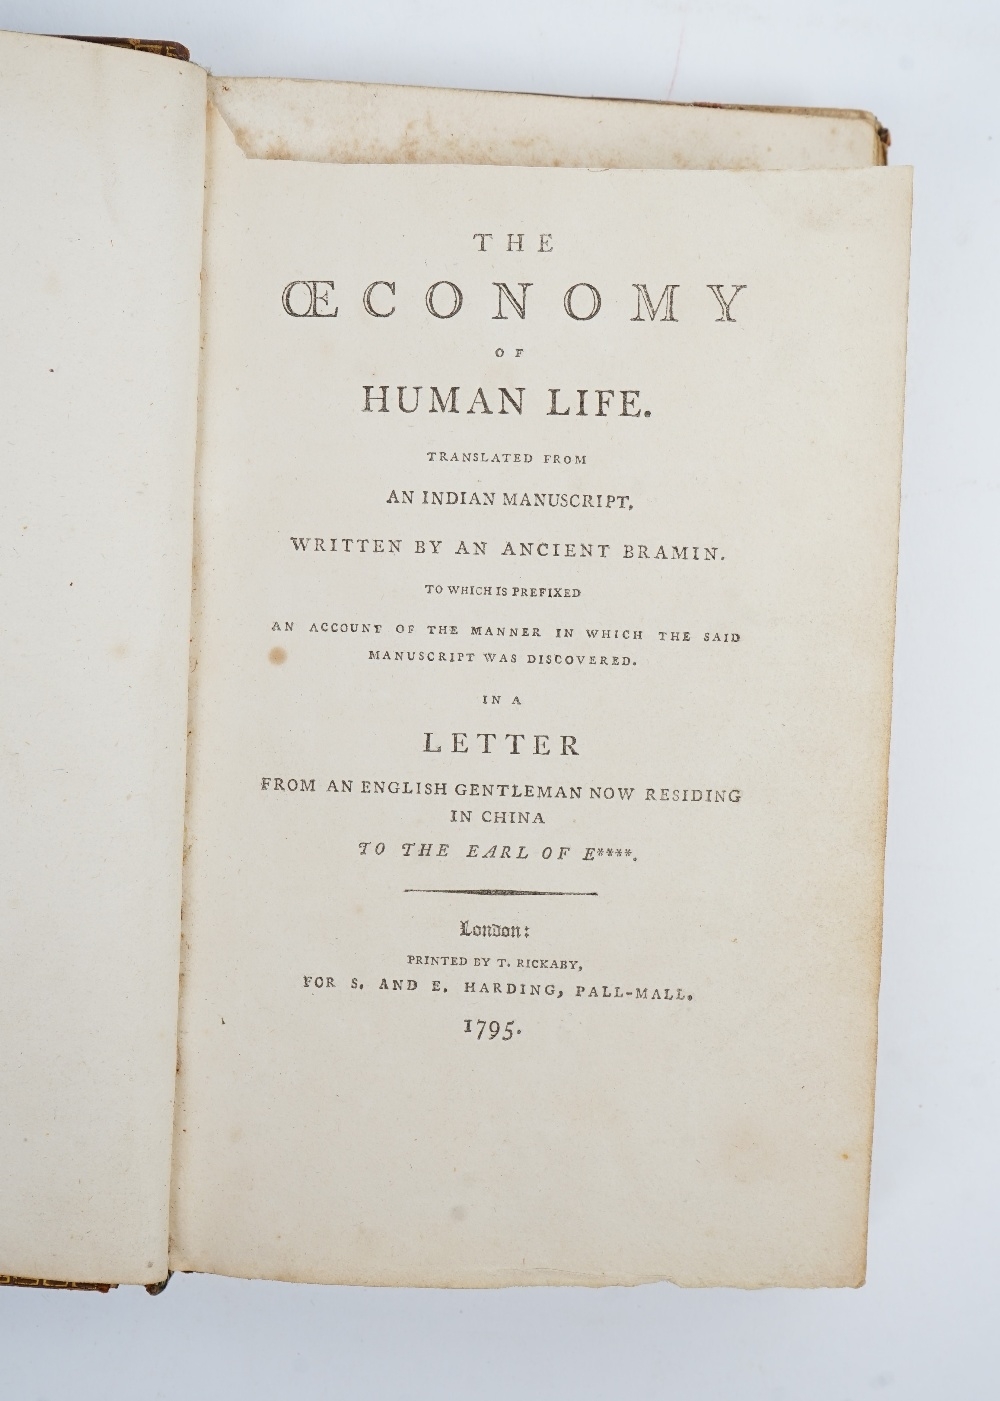 THE
ŒCONOMY
OF
HUMAN LIFE.
TRANSLATED FROM
AN INDIAN MANUSCRIPT,
WRITTEN BY AN ANCIENT BRAMIN.
TO WHICH IS PREFIXED
AN ACCOUNT OF THE MANNER IN WHICH THE SAID
MANUSCRIPT WAS DISCOVERED.
IN A
LETTER
FROM AN ENGLISH GENTLEMAN NOW RESIDING
IN CHINA
TO THE EARL OF E****.
London:
PRINTED BY T. RICKABY,
FOR S. AND E. HARDING, PALL-MALL.
1795.